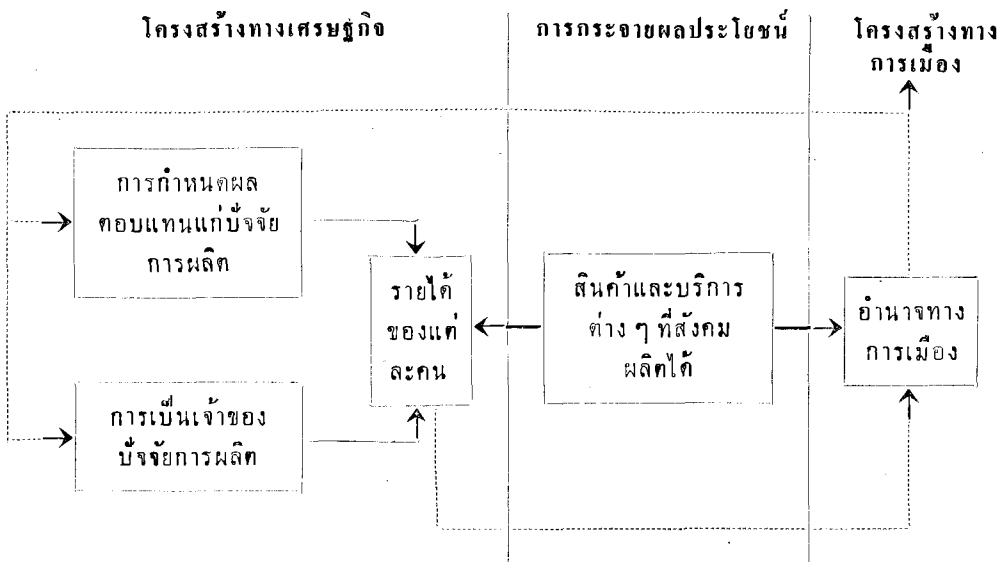 โครงสร้างทางเศรษฐกิจ
การกระจายผลประโยชน์
โครงสร้างทาง
การเมือง
การกำหนดผล
ตอบแทนแก่ปัจจัย
การผลิต
รายได้
ของแต่
ละคน
สินค้าและบริการ
ต่าง ๆ ที่สังคม
ผลิตได้
อำนาจทาง
การเมือง
การเป็นเจ้าของ
ปัจจัยการผลิต